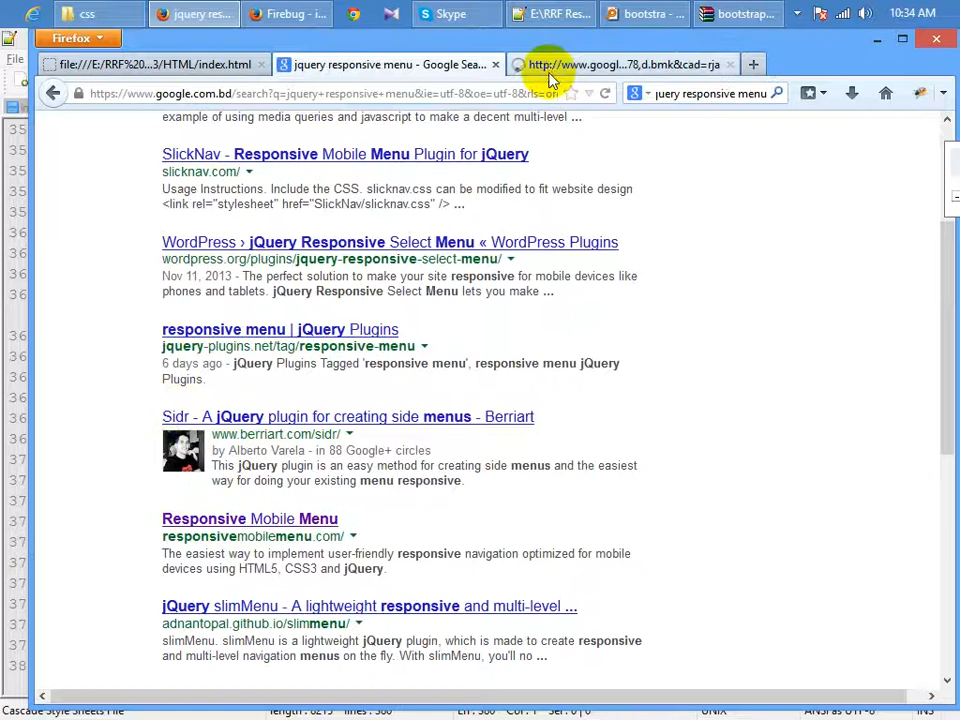 css
jquery res...
Firebug - i...
Skype
E:\RRF Res...
bootstra - ...
bootstrap...
10:34 AM
Firefox
File
file:///E:/RRF%20...3/HTML/index.html
jquery responsive menu - Google Sea...
http://www.googl...78,d.bmk&cad=rja
https://www.google.com.bd/search?q=jquery+responsive+menu&ie=utf-8&oe=utf-8&rls=ori
query responsive menu
example of using media queries and javascript to make a decent multi-level ...
SlickNav - Responsive Mobile Menu Plugin for jQuery
slicknav.com/
Usage Instructions. Include the CSS. slicknav.css can be modified to fit website design
<link rel="stylesheet" href="SlickNav/slicknav.css" /> ...
WordPress › jQuery Responsive Select Menu « WordPress Plugins
wordpress.org/plugins/jquery-responsive-select-menu/
Nov 11, 2013 - The perfect solution to make your site responsive for mobile devices like
phones and tablets. jQuery Responsive Select Menu lets you make ...
responsive menu | jQuery Plugins
jquery-plugins.net/tag/responsive-menu
6 days ago - jQuery Plugins Tagged 'responsive menu', responsive menu jQuery
Plugins.
Sidr - A jQuery plugin for creating side menus - Berriart
www.berriart.com/sidr/
by Alberto Varela - in 88 Google+ circles
This jQuery plugin is an easy method for creating side menus and the easiest
way for doing your existing menu responsive.
Responsive Mobile Menu
responsivemobilemenu.com/
The easiest way to implement user-friendly responsive navigation optimized for mobile
devices using HTML5, CSS3 and jQuery.
jQuery slimMenu - A lightweight responsive and multi-level ...
adnantopal.github.io/slimmenu/
slimMenu. slimMenu is a lightweight jQuery plugin, which is made to create responsive
and multi-level navigation menus on the fly. With slimMenu, you'll no ...